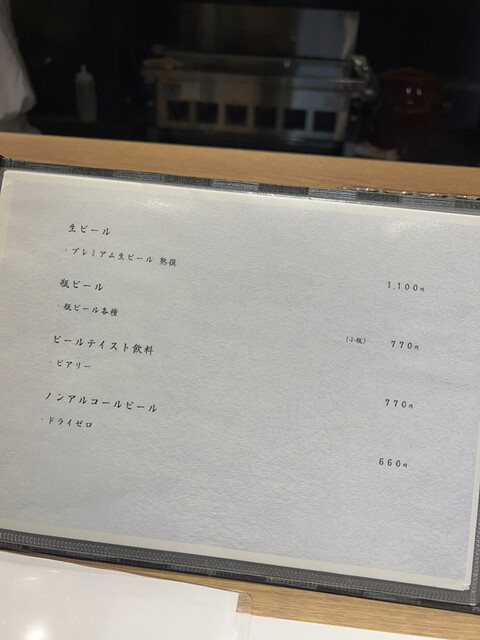 生ビール
・プレミアム生ビール 熟撰 1,100円
瓶ビール
・瓶ビール各種 (小瓶) 770円
ビールテイスト飲料
・ビアリー 770円
ノンアルコールビール
・ドライゼロ 660円